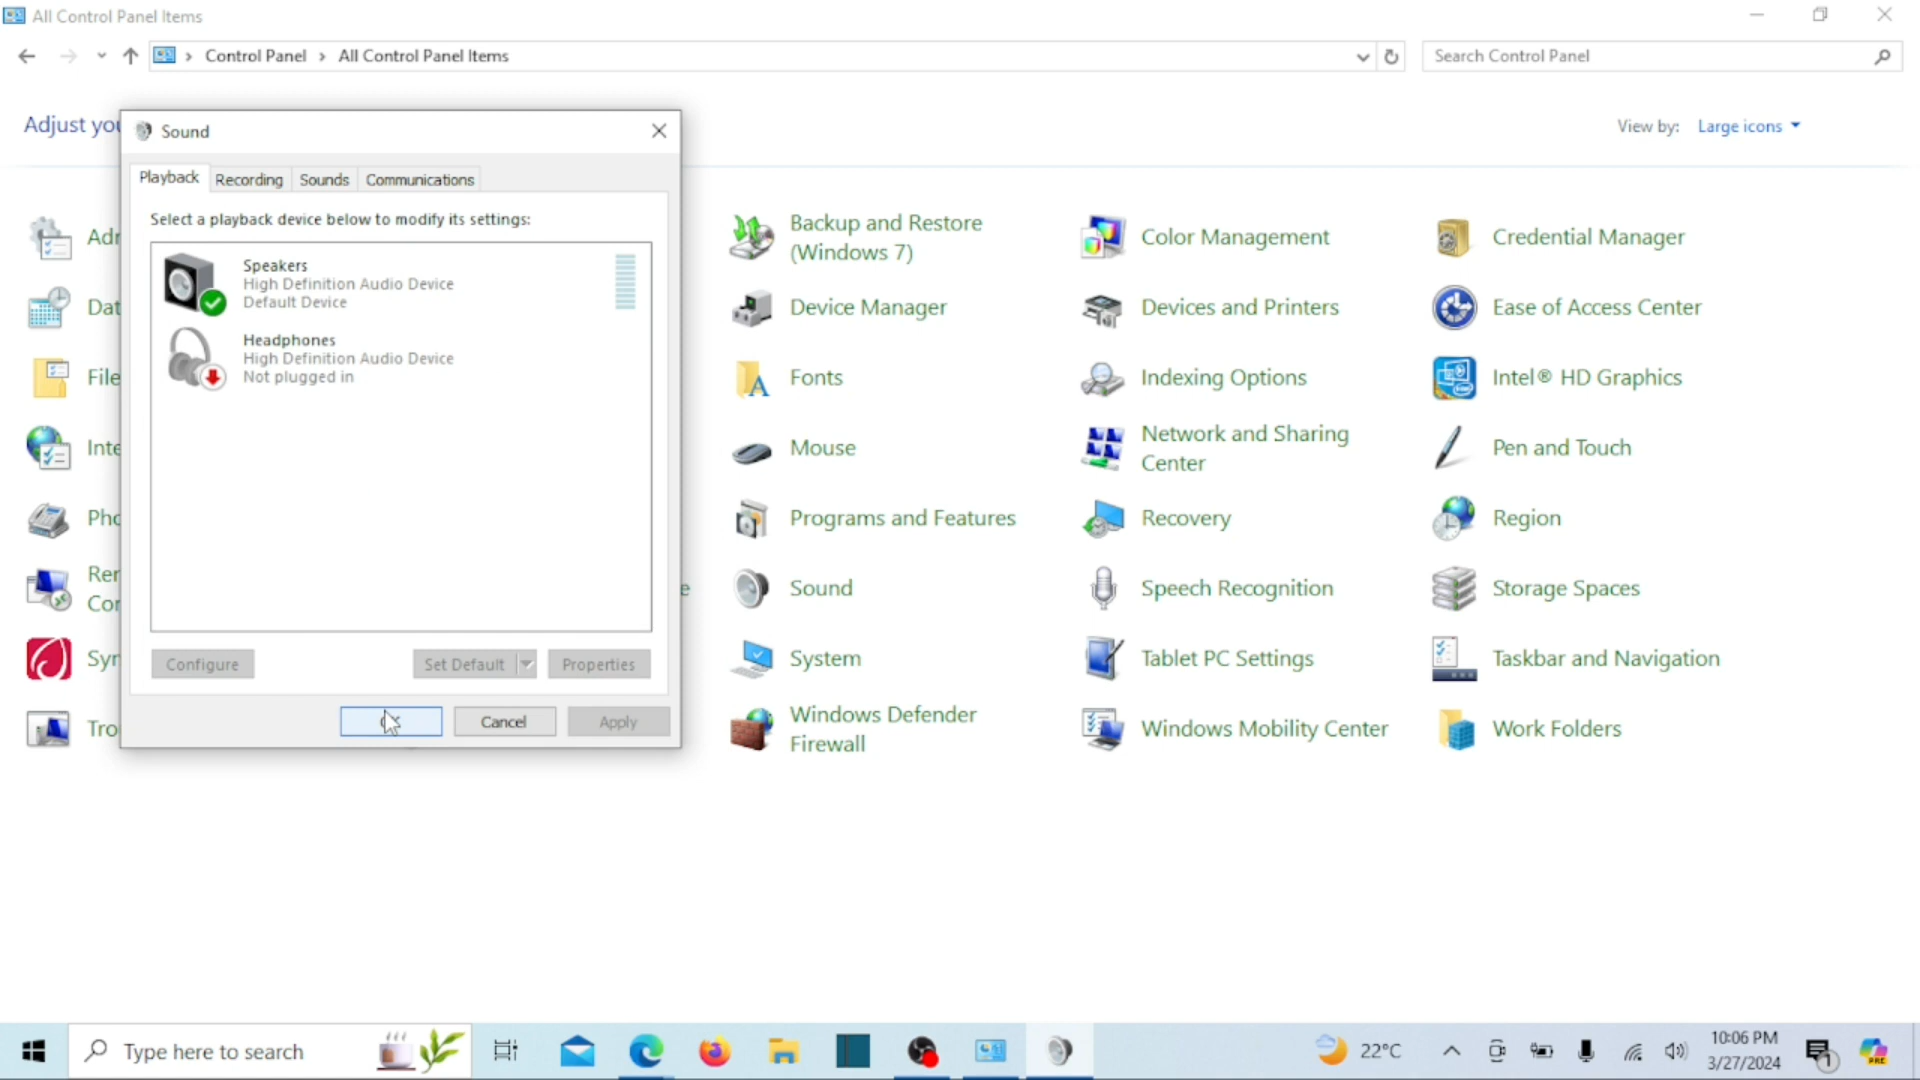 All Control Panel Items
Control Panel > All Control Panel Items
Search Control Panel
Adjust you
View by: Large icons
Sound
Playback Recording Sounds Communications
Select a playback device below to modify its settings:
Speakers
High Definition Audio Device
Default Device
Headphones
High Definition Audio Device
Not plugged in
Configure
Set Default
Properties
Cancel
Apply
Dat
File
Inte
Pho
Backup and Restore
(Windows 7)
Color Management
Credential Manager
Device Manager
Devices and Printers
Ease of Access Center
Fonts
Indexing Options
Intel® HD Graphics
Mouse
Network and Sharing
Center
Pen and Touch
Programs and Features
Recovery
Region
Sound
Speech Recognition
Storage Spaces
System
Tablet PC Settings
Taskbar and Navigation
Windows Defender
Firewall
Windows Mobility Center
Work Folders
Type here to search
22°C
10:06 PM
3/27/2024
1
PRE